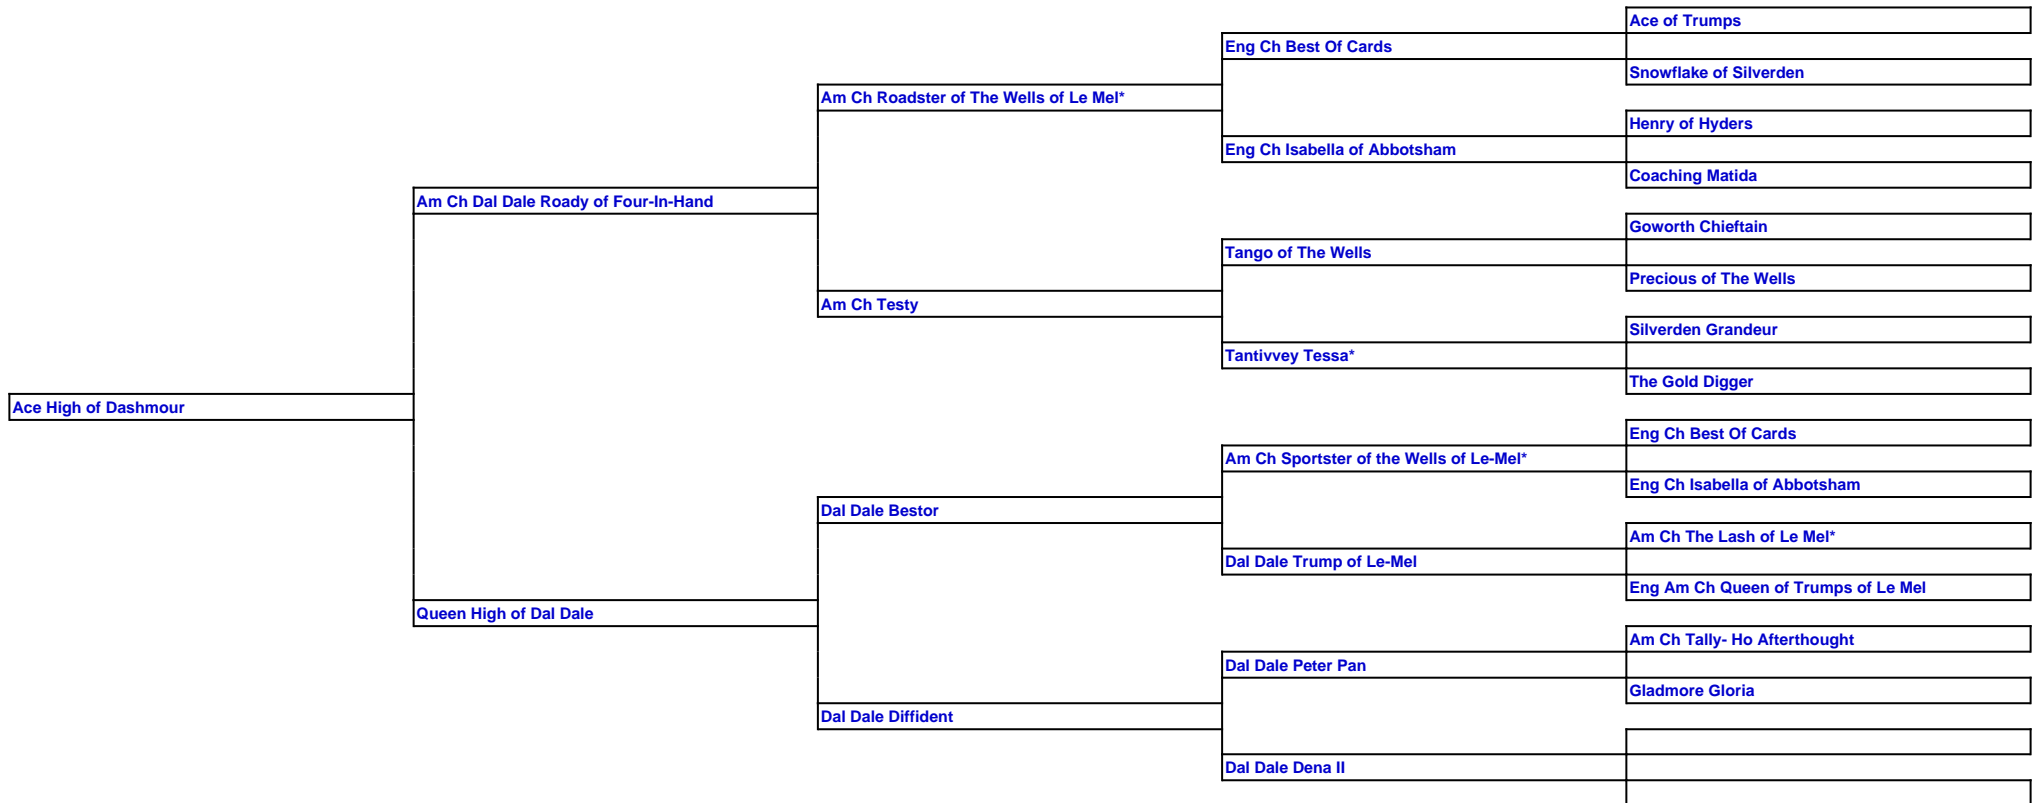 Ace of Trumps
Eng Ch Best Of Cards
Snowflake of Silverden
Am Ch Roadster of The Wells of Le Mel*
Henry of Hyders
Eng Ch Isabella of Abbotsham
Coaching Matida
Am Ch Dal Dale Roady of Four-In-Hand
Goworth Chieftain
Tango of The Wells
Precious of The Wells
Am Ch Testy
Silverden Grandeur
Tantivvey Tessa*
The Gold Digger
Ace High of Dashmour
Eng Ch Best Of Cards
Am Ch Sportster of the Wells of Le-Mel*
Eng Ch Isabella of Abbotsham
Dal Dale Bestor
Am Ch The Lash of Le Mel*
Dal Dale Trump of Le-Mel
Eng Am Ch Queen of Trumps of Le Mel
Queen High of Dal Dale
Am Ch Tally- Ho Afterthought
Dal Dale Peter Pan
Gladmore Gloria
Dal Dale Diffident
Dal Dale Dena II